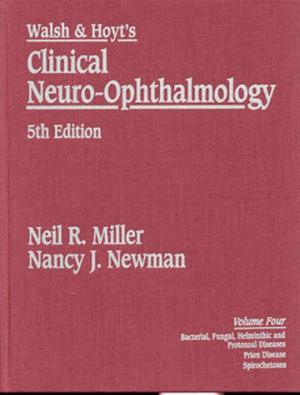 Walsh & Hoyt's
Clinical
Neuro-Ophthalmology
5th Edition
Neil R. Miller
Nancy J. Newman
Volume Four
Bacterial, Fungal, Helminthic and
Protozoal Diseases
Prion Disease
Spirochetoses